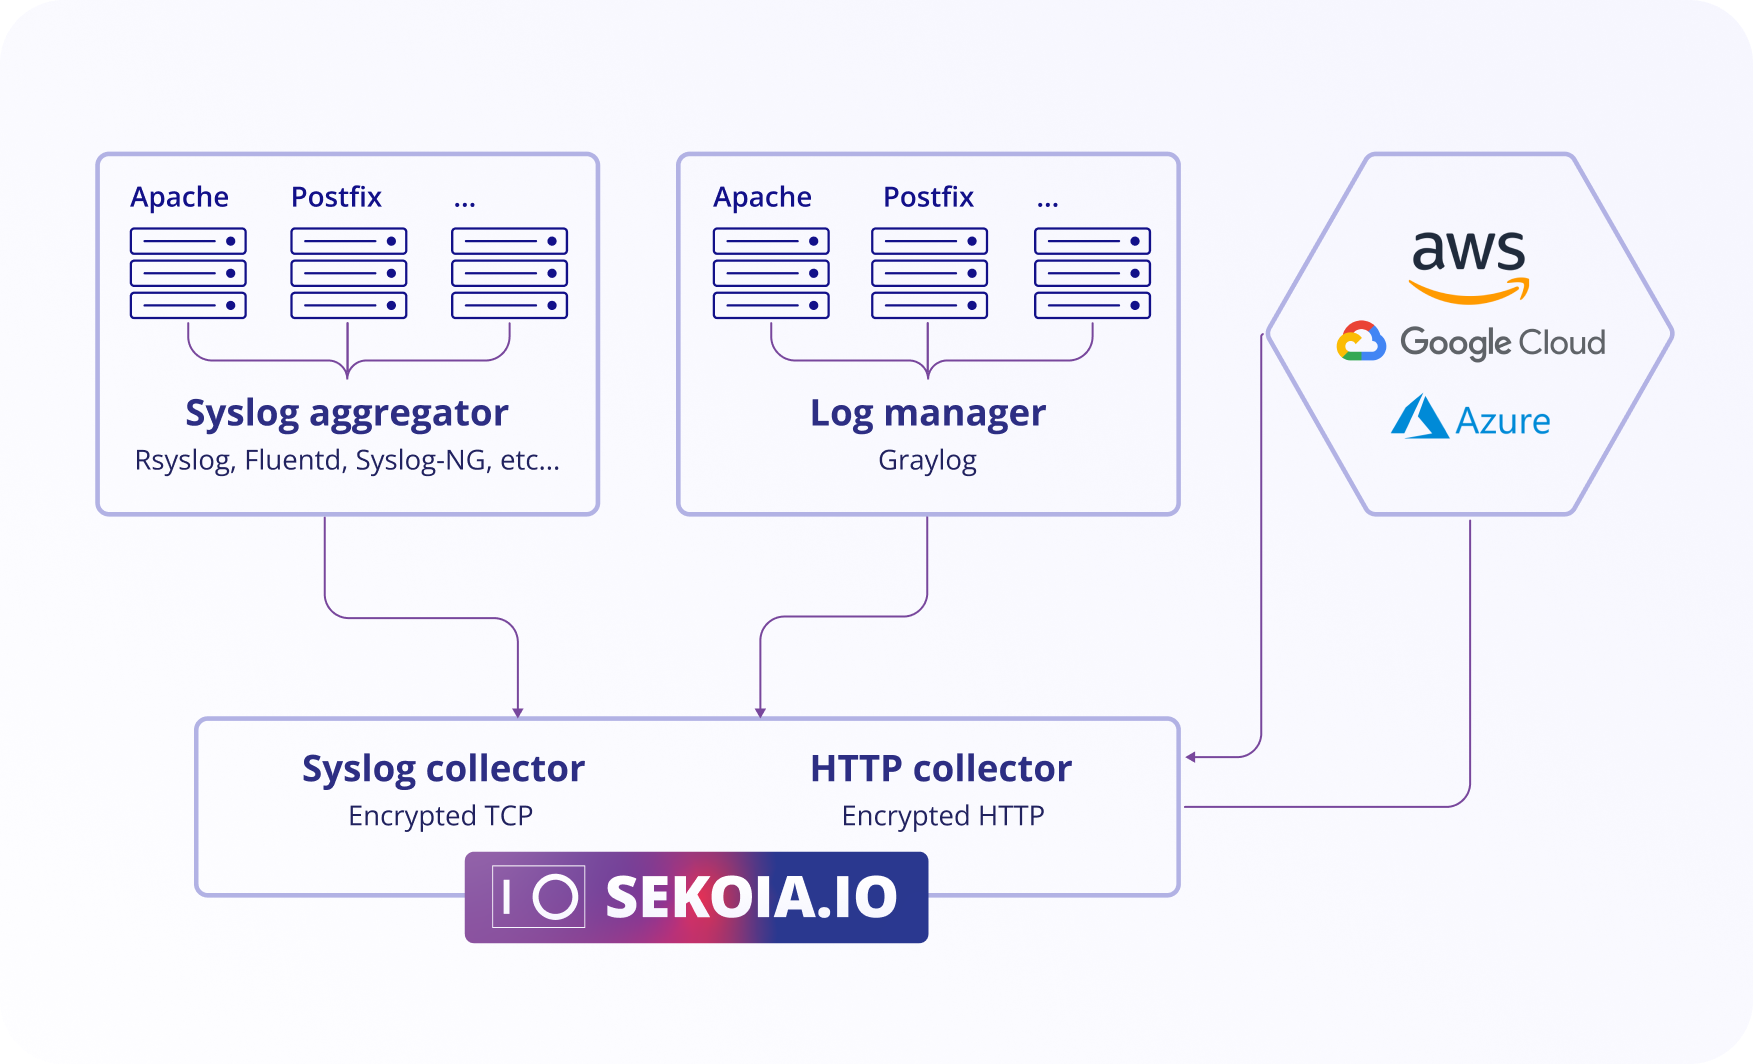 Apache Postfix ...
Syslog aggregator
Rsyslog, Fluentd, Syslog-NG, etc...
Apache Postfix ...
Log manager
Graylog
aws
Google Cloud
Azure
Syslog collector
Encrypted TCP
HTTP collector
Encrypted HTTP
IO SEKOIA.IO